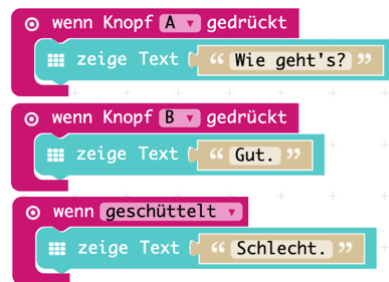 wenn Knopf A gedrückt
zeige Text “ Wie geht's? ”
wenn Knopf B gedrückt
zeige Text “ Gut. ”
wenn geschüttelt
zeige Text “ Schlecht. ”